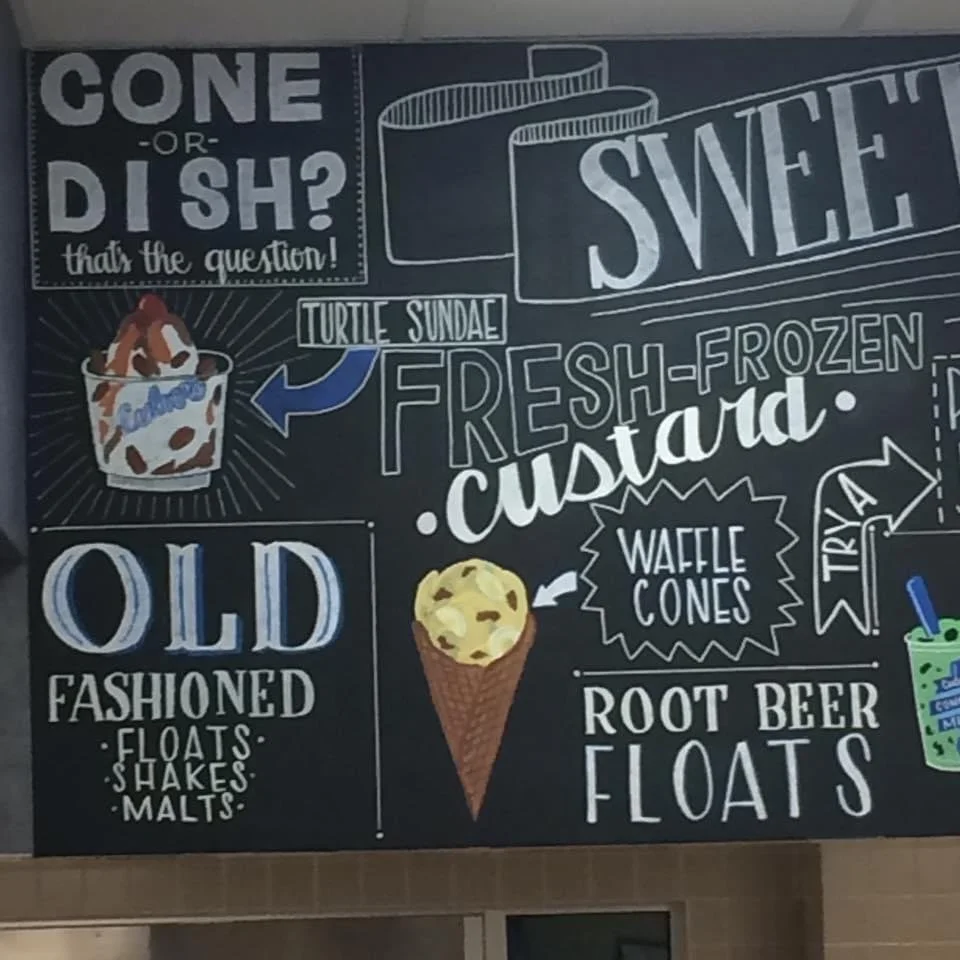 CONE
-OR-
DISH?
that's the question!
SWEET
TURTLE SUNDAE
Culver's
FRESH-FROZEN
custard
WAFFLE
CONES
TRY A
OLD
FASHIONED
·FLOATS·
·SHAKES·
·MALTS·
ROOT BEER
FLOATS